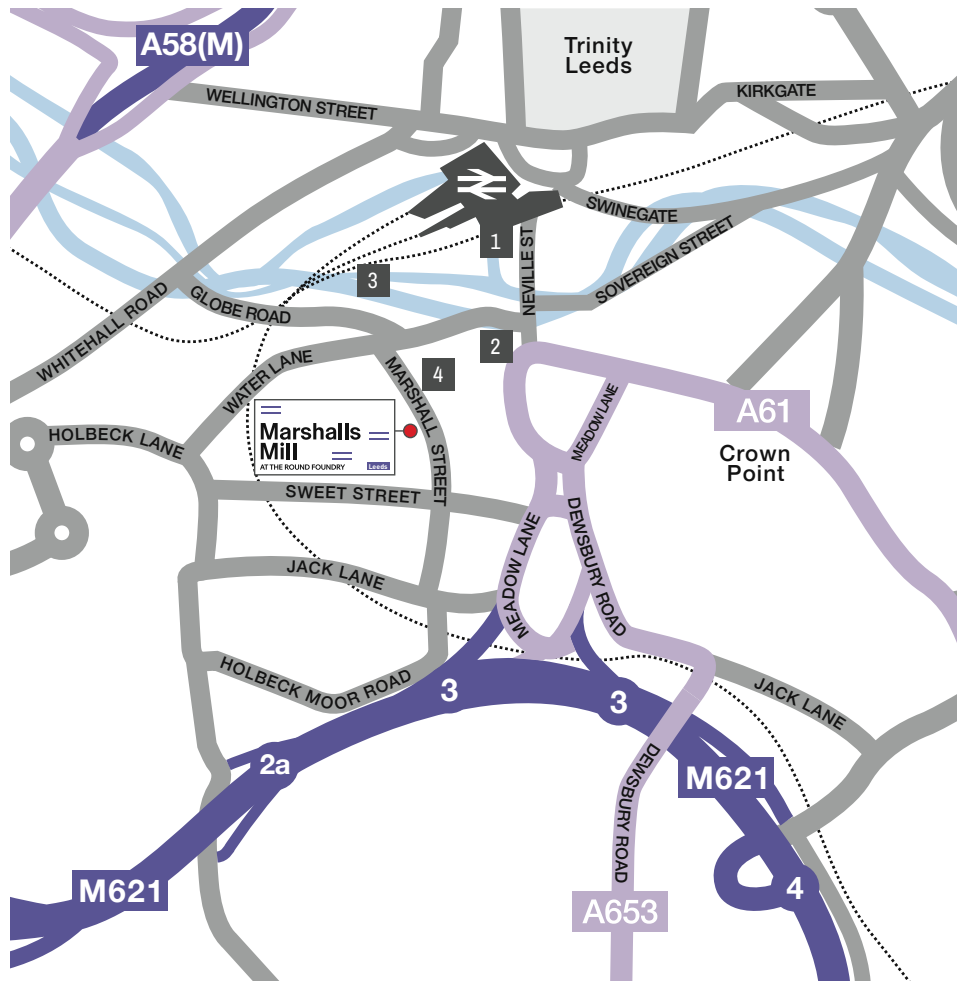 A58(M)
Trinity
Leeds
WELLINGTON STREET
KIRKGATE
SWINEGATE
1
NEVILLE ST
SOVEREIGN STREET
3
GLOBE ROAD
WHITEHALL ROAD
2
WATER LANE
4
MARSHALL STREET
MEADOW LANE
A61
Crown
Point
HOLBECK LANE
Marshalls
Mill
AT THE ROUND FOUNDRY
Leeds
SWEET STREET
MEADOW LANE
DEWSBURY ROAD
JACK LANE
HOLBECK MOOR ROAD
3
3
JACK LANE
2a
DEWSBURY ROAD
M621
M621
4
A653